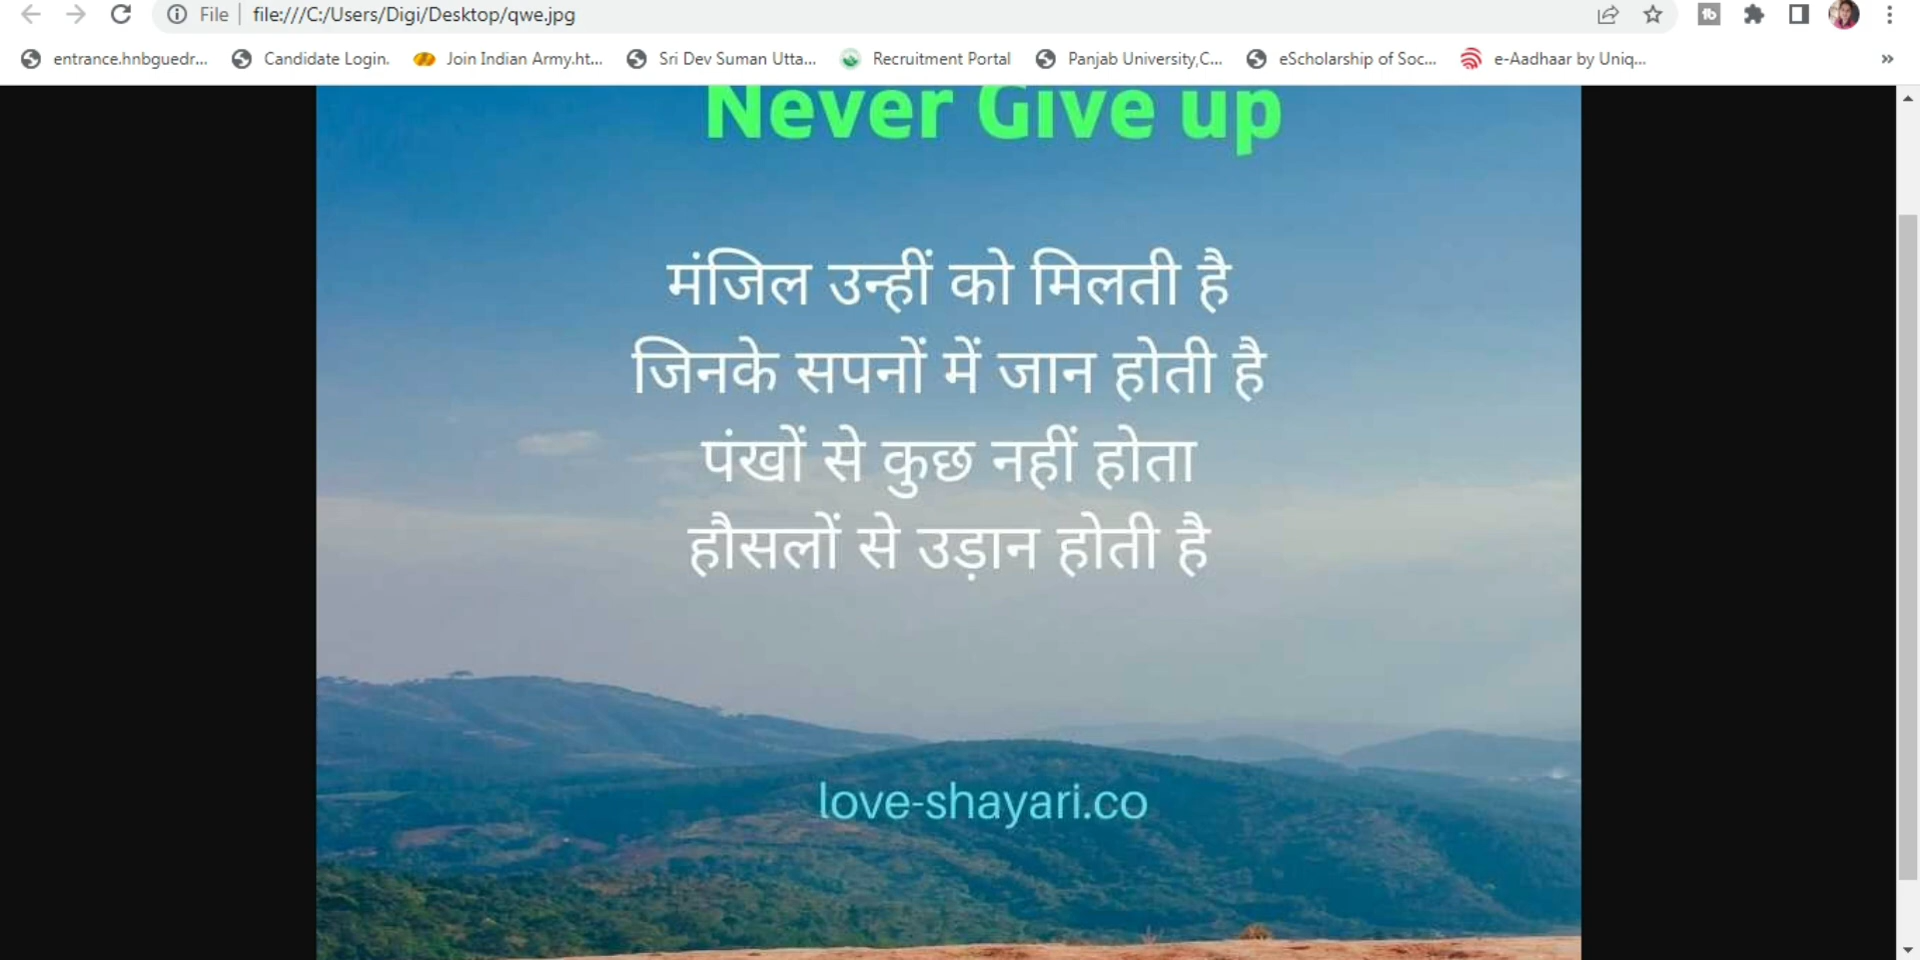 File
file:///C:/Users/Digi/Desktop/qwe.jpg
entrance.hnbguedr... Candidate Login. Join Indian Army.ht... Sri Dev Suman Utta... Recruitment Portal Panjab University,C... eScholarship of Soc... e-Aadhaar by Uniq... »
Never Give up
मंजिल उन्हीं को मिलती है
जिनके सपनों में जान होती है
पंखों से कुछ नहीं होता
हौसलों से उड़ान होती है
love-shayari.co